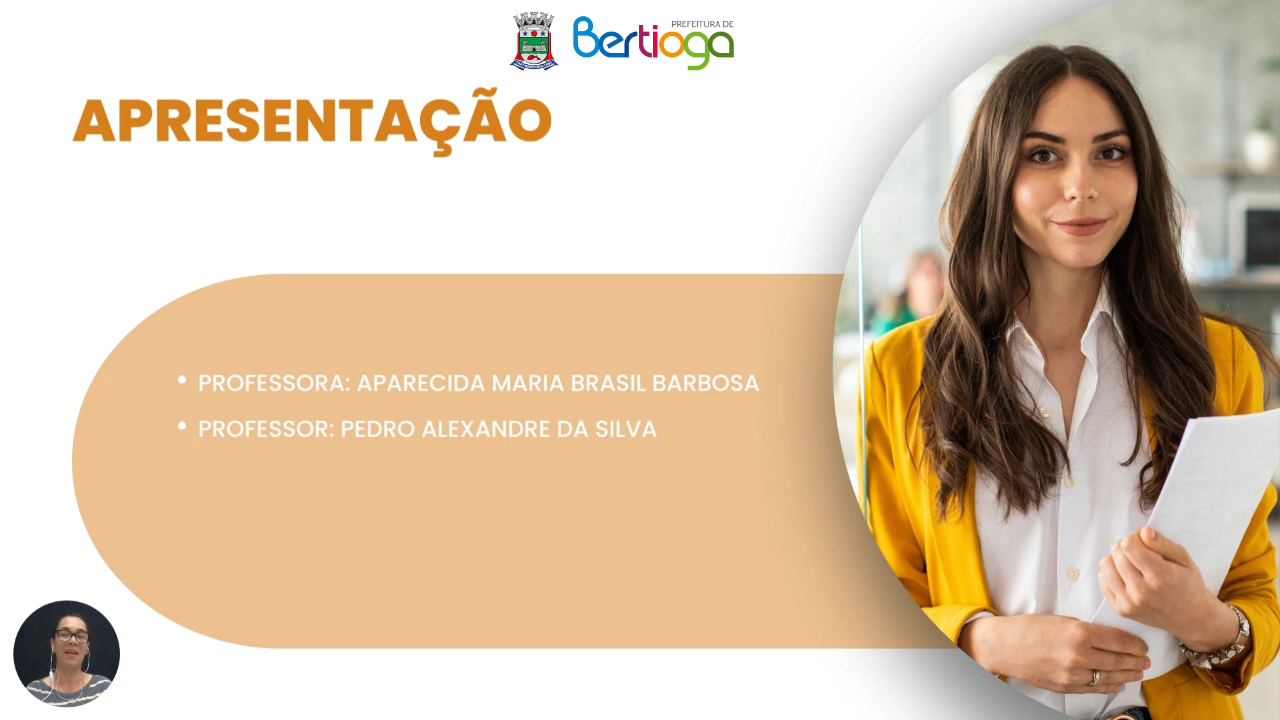 PREFEITURA DE
Bertioga
APRESENTAÇÃO
• PROFESSORA: APARECIDA MARIA BRASIL BARBOSA
• PROFESSOR: PEDRO ALEXANDRE DA SILVA